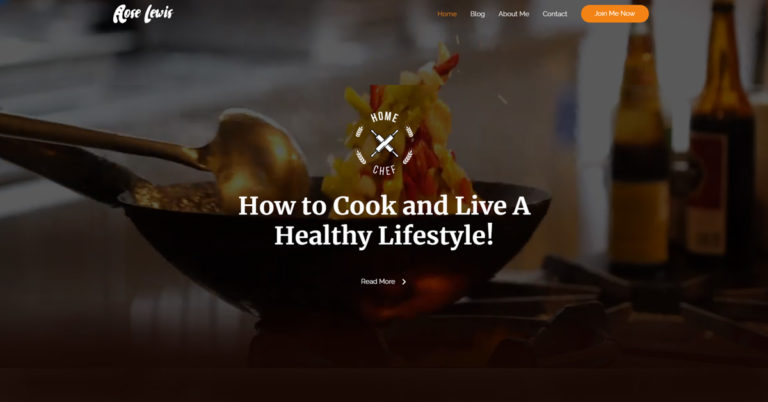 Rose Lewis
Home Blog About Me Contact Join Me Now
HOME
CHEF
How to Cook and Live A
Healthy Lifestyle!
Read More